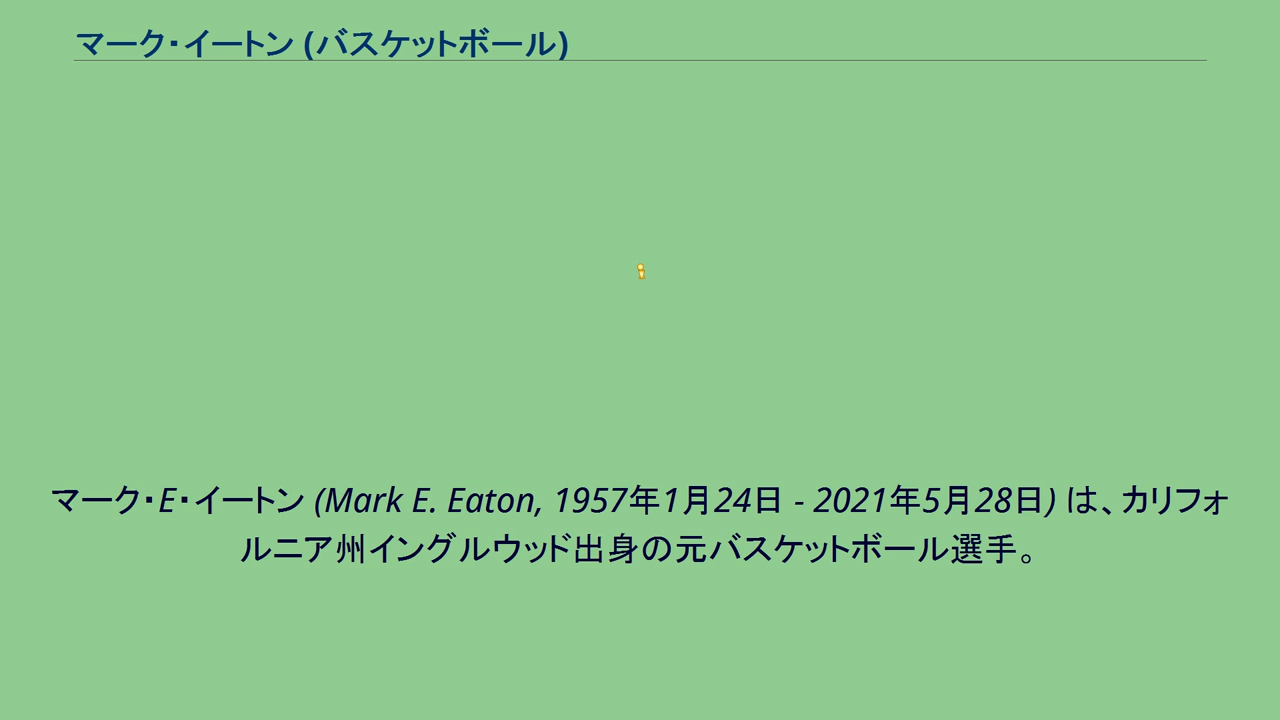 マーク・イートン (バスケットボール)
マーク・E・イートン (Mark E. Eaton, 1957年1月24日 - 2021年5月28日) は、カリフォ
ルニア州イングルウッド出身の元バスケットボール選手。